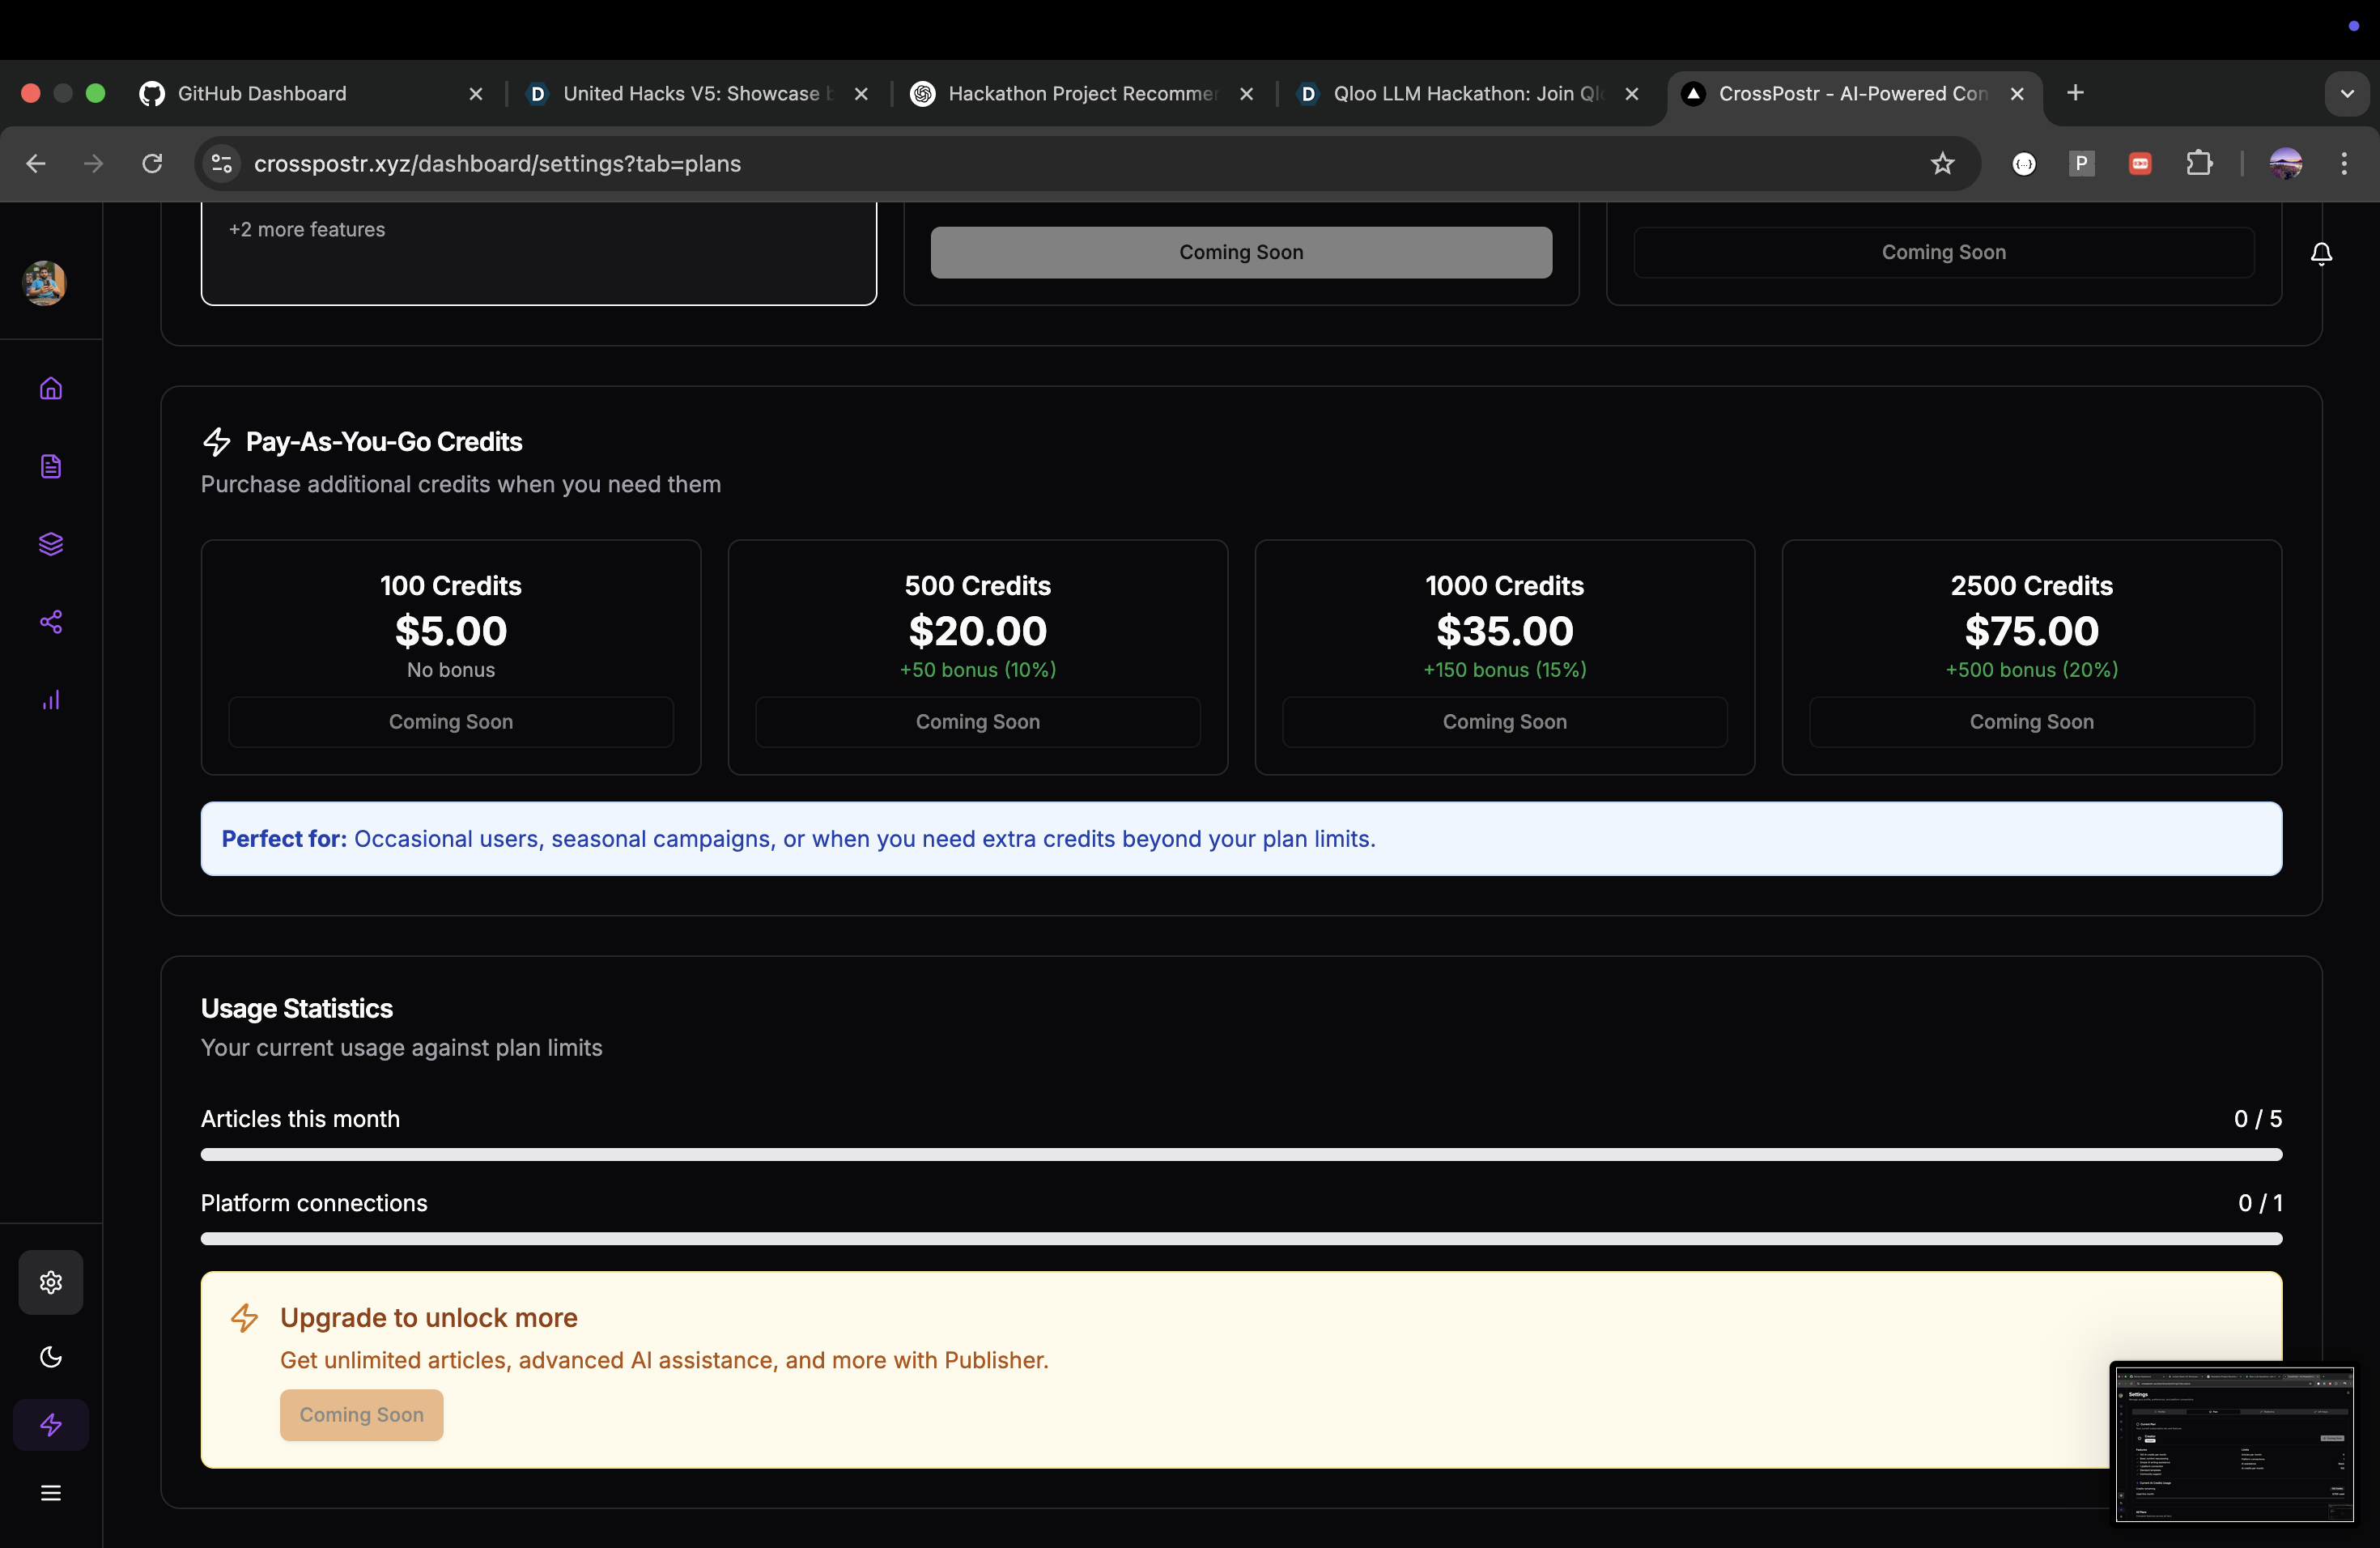 GitHub Dashboard
United Hacks V5: Showcase
Hackathon Project Recommen
Qloo LLM Hackathon: Join Ql
CrossPostr - AI-Powered Con
crosspostr.xyz/dashboard/settings?tab=plans
P
+2 more features
Coming Soon
Coming Soon
Pay-As-You-Go Credits
Purchase additional credits when you need them
100 Credits
$5.00
No bonus
Coming Soon
500 Credits
$20.00
+50 bonus (10%)
Coming Soon
1000 Credits
$35.00
+150 bonus (15%)
Coming Soon
2500 Credits
$75.00
+500 bonus (20%)
Coming Soon
Perfect for: Occasional users, seasonal campaigns, or when you need extra credits beyond your plan limits.
Usage Statistics
Your current usage against plan limits
Articles this month
0 / 5
Platform connections
0 / 1
Upgrade to unlock more
Get unlimited articles, advanced AI assistance, and more with Publisher.
Coming Soon
Settings